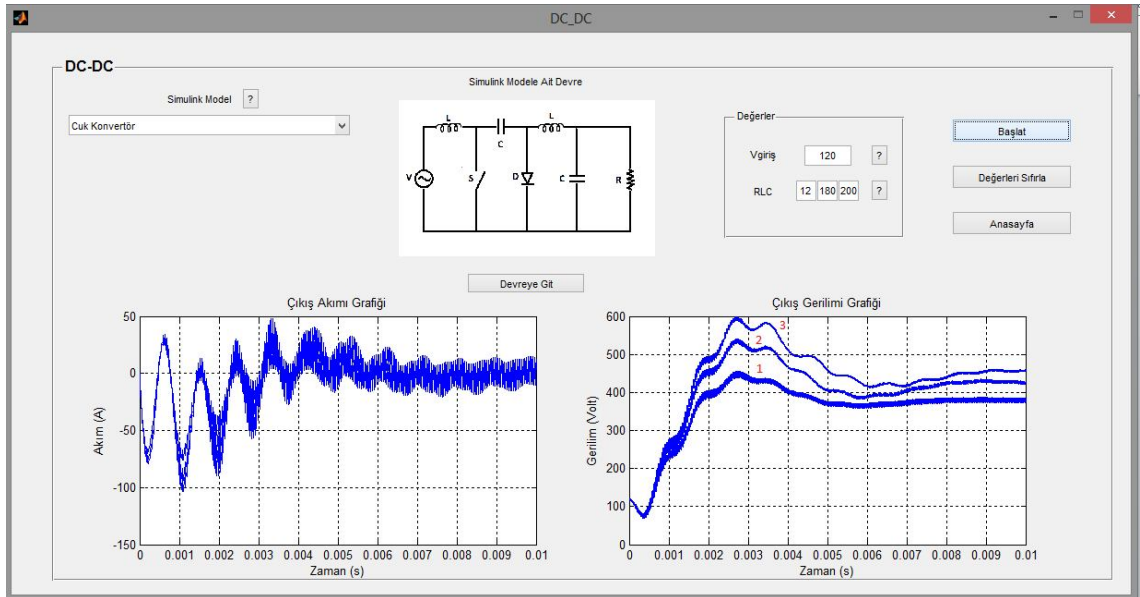 DC_DC
DC-DC
Simulink Model ?
Cuk Konvertör
Simulink Modele Ait Devre
L
L
C
V
S
D
C
R
Değerler
Vgiriş 120 ?
RLC 12 180 200 ?
Başlat
Değerleri Sıfırla
Anasayfa
Devreye Git
Çıkış Akımı Grafiği
Akım (A)
50
0
-50
-100
-150
0 0.001 0.002 0.003 0.004 0.005 0.006 0.007 0.008 0.009 0.01
Zaman (s)
Çıkış Gerilimi Grafiği
Gerilim (Volt)
600
500
400
300
200
100
0
3
2
1
0 0.001 0.002 0.003 0.004 0.005 0.006 0.007 0.008 0.009 0.01
Zaman (s)